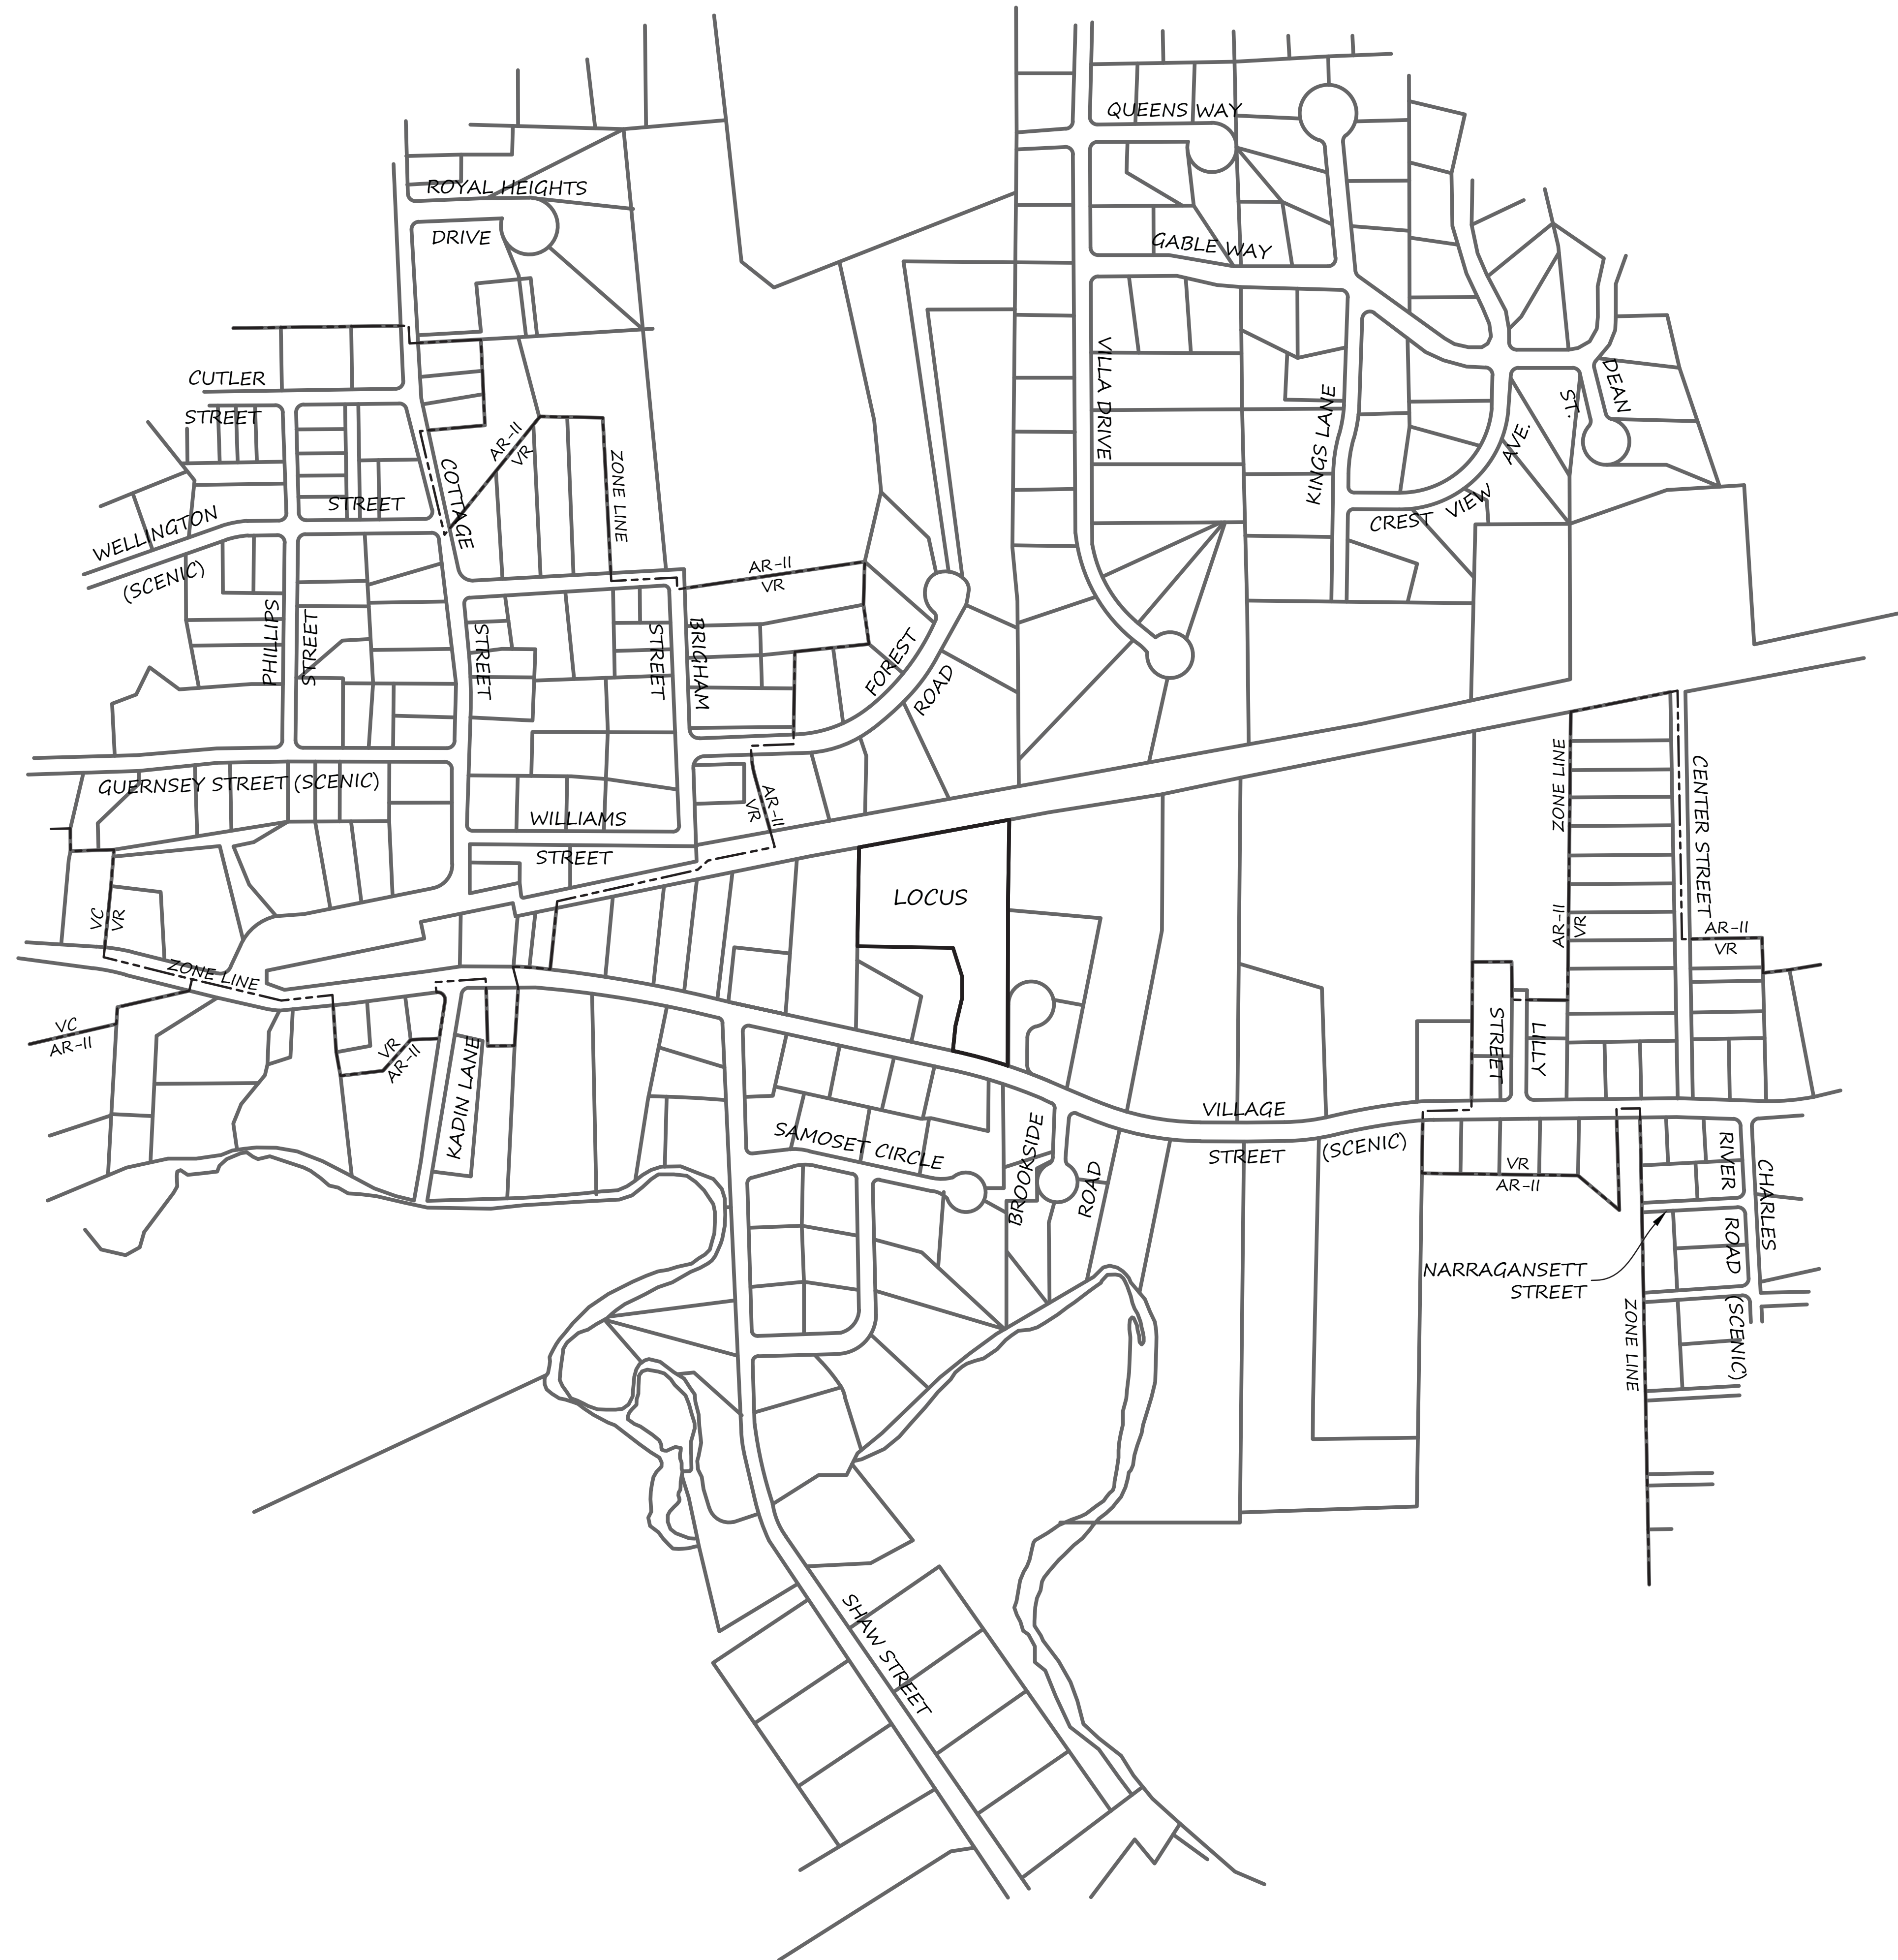 QUEENS WAY
ROYAL HEIGHTS
DRIVE
GABLE WAY
CUTLER
STREET
VILLA DRIVE
KINGS LANE
DEAN
ST.
AR-II
VR
ZONE LINE
COTTAGE
STREET
WELLINGTON
STREET
(SCENIC)
CREST VIEW AVE.
AR-II
VR
PHILLIPS
STREET
BRIGHAM
STREET
FOREST
ROAD
GUERNSEY STREET (SCENIC)
WILLIAMS
STREET
AR-II
VR
ZONE LINE
AR-II
VR
CENTER STREET
AR-II
VR
LOCUS
VC
VR
ZONE LINE
VC
AR-II
VR
AR-II
KADIN LANE
LILLY
STREET
VILLAGE
STREET
(SCENIC)
SAMOSET CIRCLE
BROOKSIDE
ROAD
VR
AR-II
RIVER
ROAD
(SCENIC)
CHARLES
NARRAGANSETT
STREET
ZONE LINE
SHAW STREET